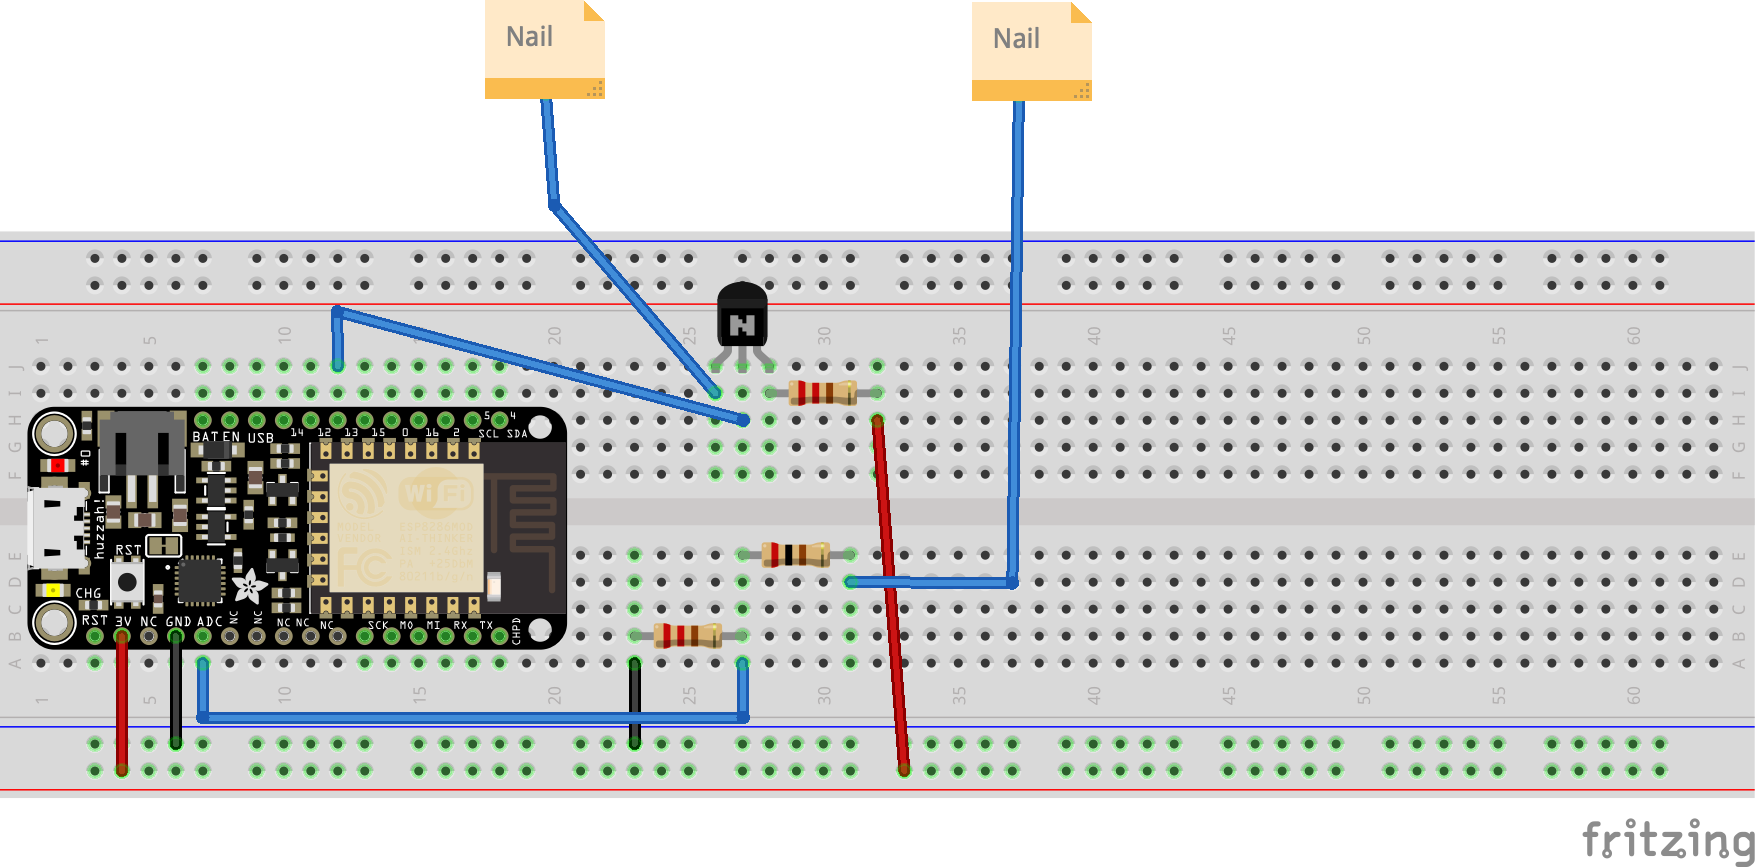 Nail
Nail
1 5 10 15 20 25 30 35 40 45 50 55 60
J J
I I
H H
G G
F F
5 4
BAT EN USB 14 12 13 15 0 16 2 SCL SDA
#0
N
WiFi
huzzah!
FC
RST
E E
D D
C C
B B
A A
CHG
RST 3V NC GND ADC NC NC NC NC NC SCK MO MI RX TX CHPD
1 5 10 15 20 25 30 35 40 45 50 55 60
fritzing